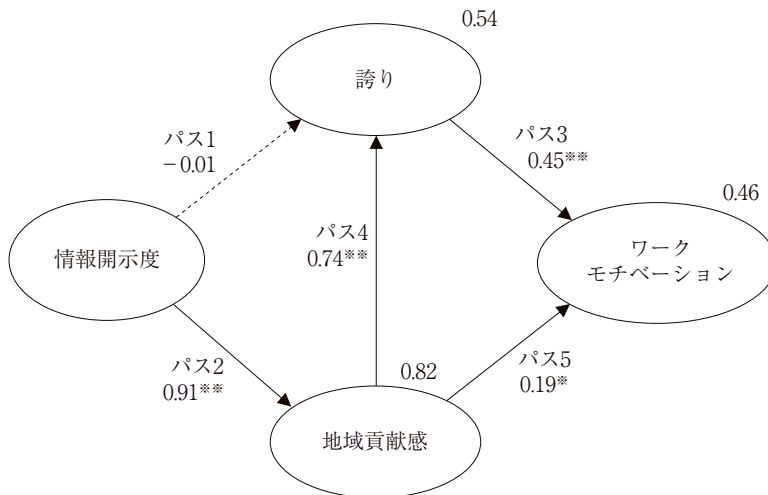 0.54
誇り
パス1
−0.01
パス3
0.45※※
0.46
情報開示度
パス4
0.74※※
ワーク
モチベーション
パス2
0.91※※
0.82
パス5
0.19※
地域貢献感